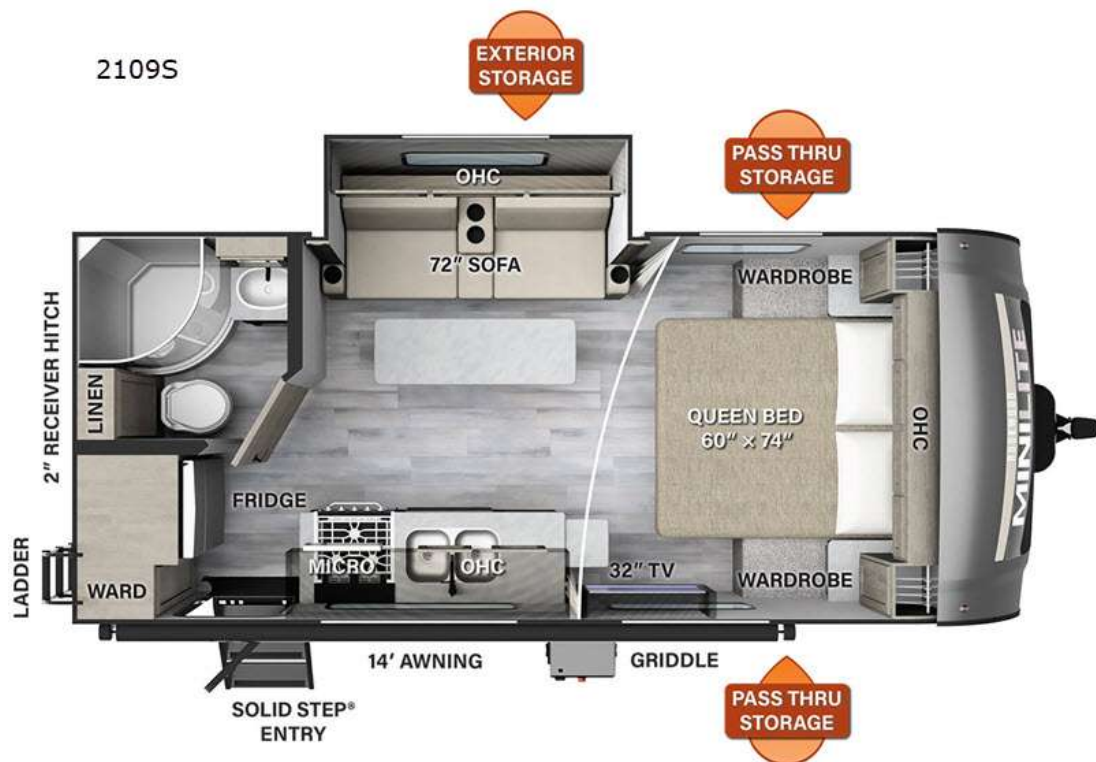 2109S
EXTERIOR
STORAGE
PASS THRU
STORAGE
OHC
72" SOFA
WARDROBE
2" RECEIVER HITCH
LINEN
QUEEN BED
60" × 74"
OHC
MINILITE
FRIDGE
MICRO
OHC
32" TV
WARDROBE
LADDER
WARD
14' AWNING
GRIDDLE
SOLID STEP®
ENTRY
PASS THRU
STORAGE